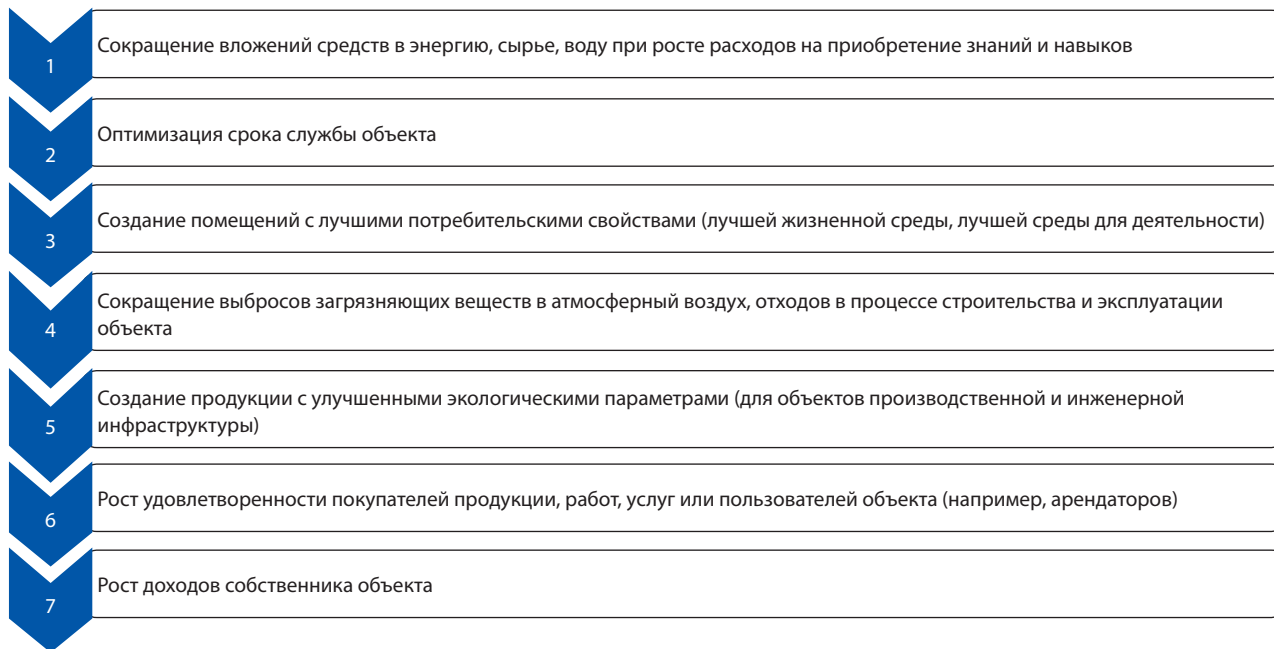 1
Сокращение вложений средств в энергию, сырье, воду при росте расходов на приобретение знаний и навыков
2
Оптимизация срока службы объекта
3
Создание помещений с лучшими потребительскими свойствами (лучшей жизненной среды, лучшей среды для деятельности)
4
Сокращение выбросов загрязняющих веществ в атмосферный воздух, отходов в процессе строительства и эксплуатации
объекта
5
Создание продукции с улучшенными экологическими параметрами (для объектов производственной и инженерной
инфраструктуры)
6
Рост удовлетворенности покупателей продукции, работ, услуг или пользователей объекта (например, арендаторов)
7
Рост доходов собственника объекта